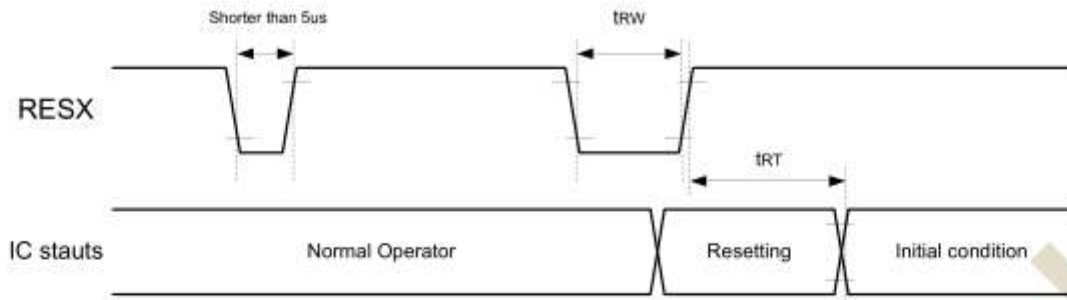 Shorter than 5us
tRW
RESX
tRT
IC stauts
Normal Operator
Resetting
Initial condition